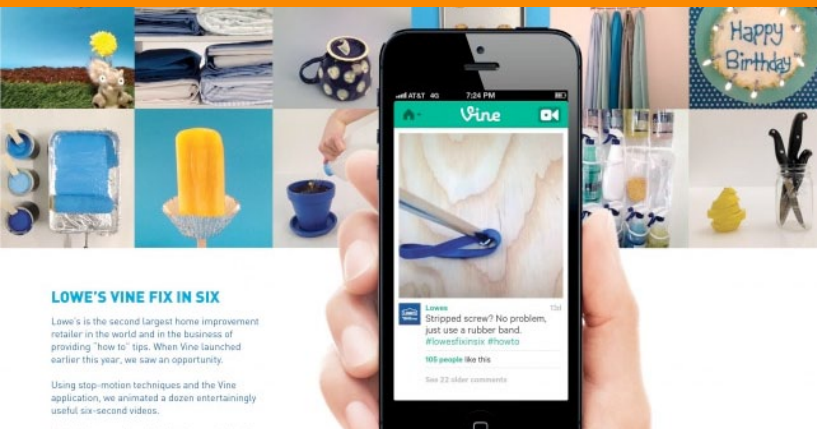 Happy
Birthday
AT&T 4G 7:24 PM
Vine
Lowes 13d
Stripped screw? No problem,
just use a rubber band.
#lowesfixinsix #howto
105 people like this
See 22 older comments
LOWE'S VINE FIX IN SIX
Lowe's is the second largest home improvement
retailer in the world and in the business of
providing "how to" tips. When Vine launched
earlier this year, we saw an opportunity.
Using stop-motion techniques and the Vine
application, we animated a dozen entertainingly
useful six-second videos.